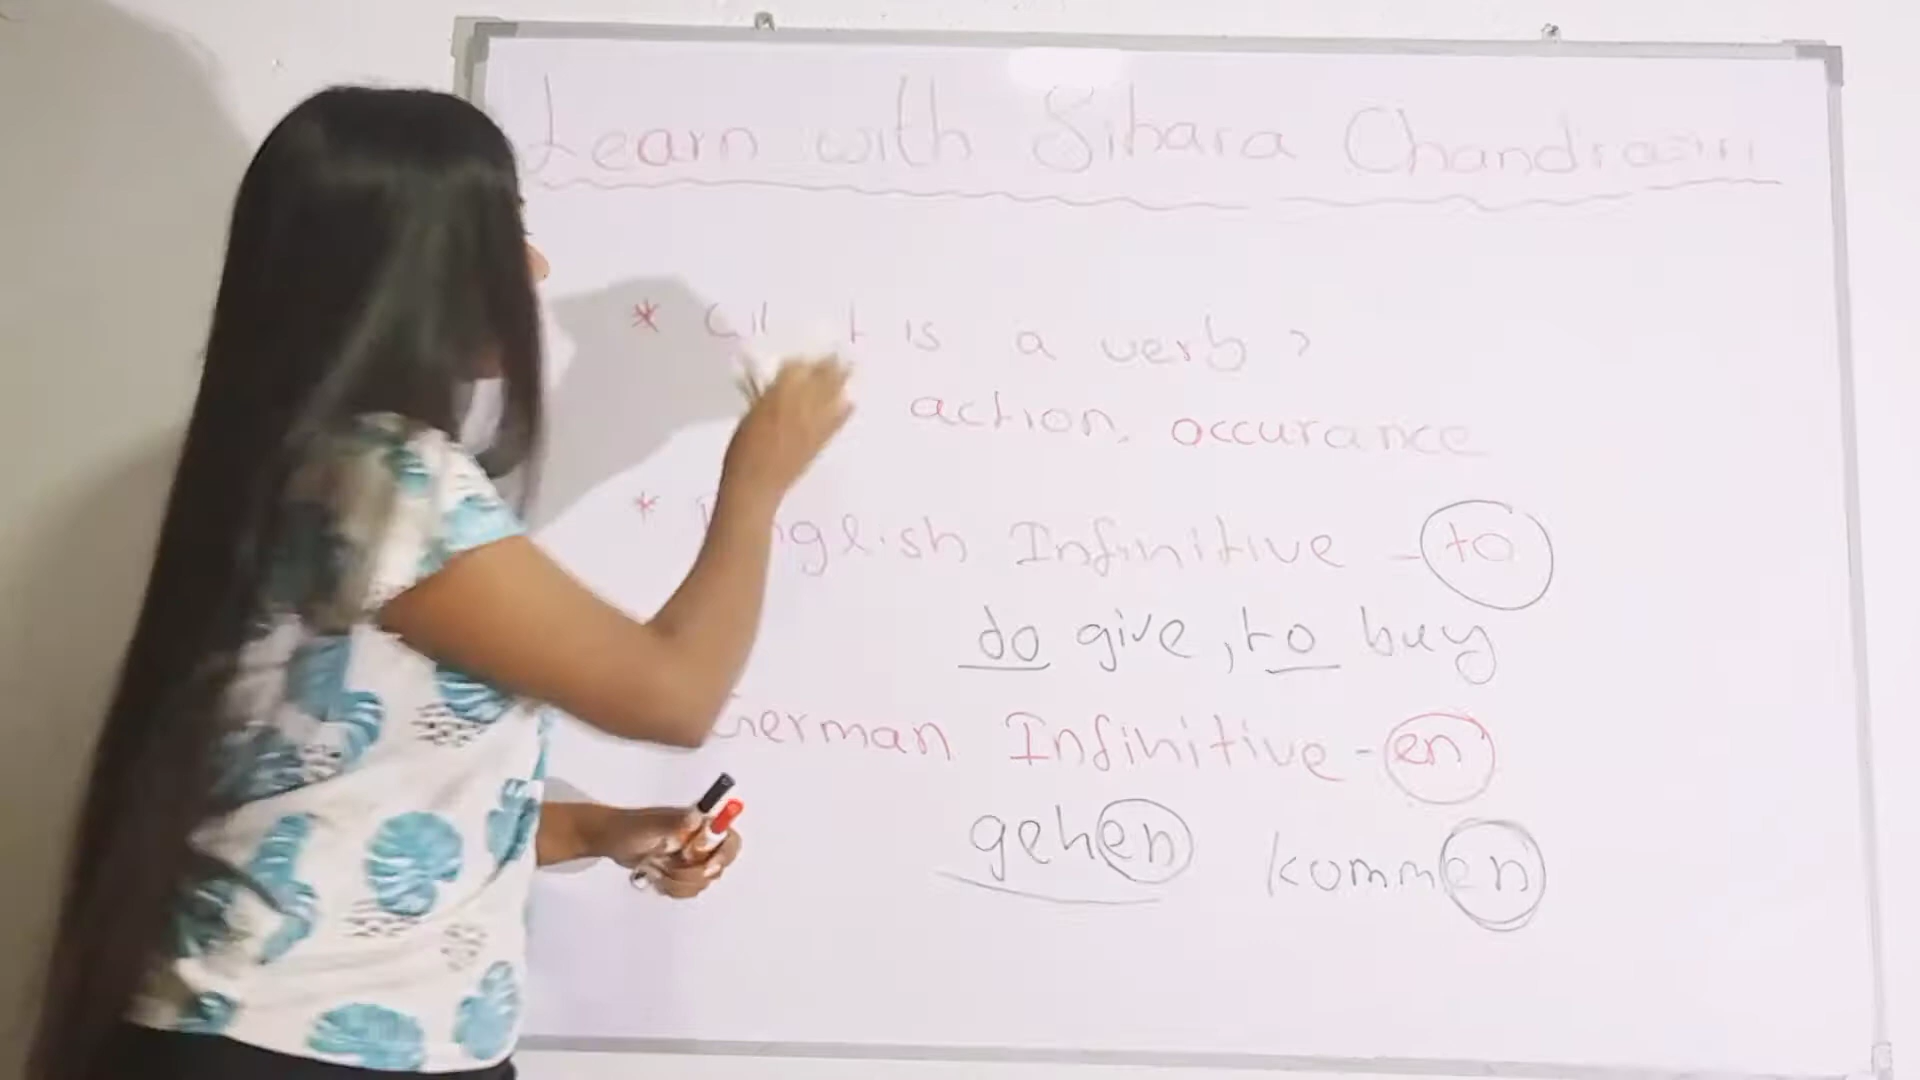 Learn with Sihara Chandrasiri
* is a verb ?
action, occurance
* English Infinitive - to
do give, to buy
German Infinitive - en
gehen kommen